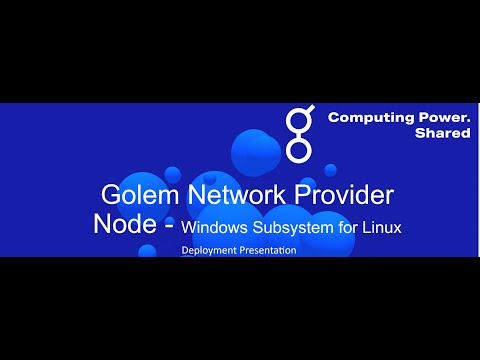 Computing Power.
Shared
Golem Network Provider
Node - Windows Subsystem for Linux
Deployment Presentation